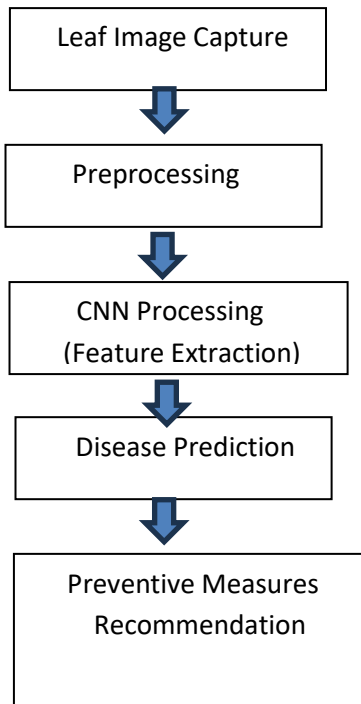 Leaf Image Capture
Preprocessing
CNN Processing
(Feature Extraction)
Disease Prediction
Preventive Measures
Recommendation